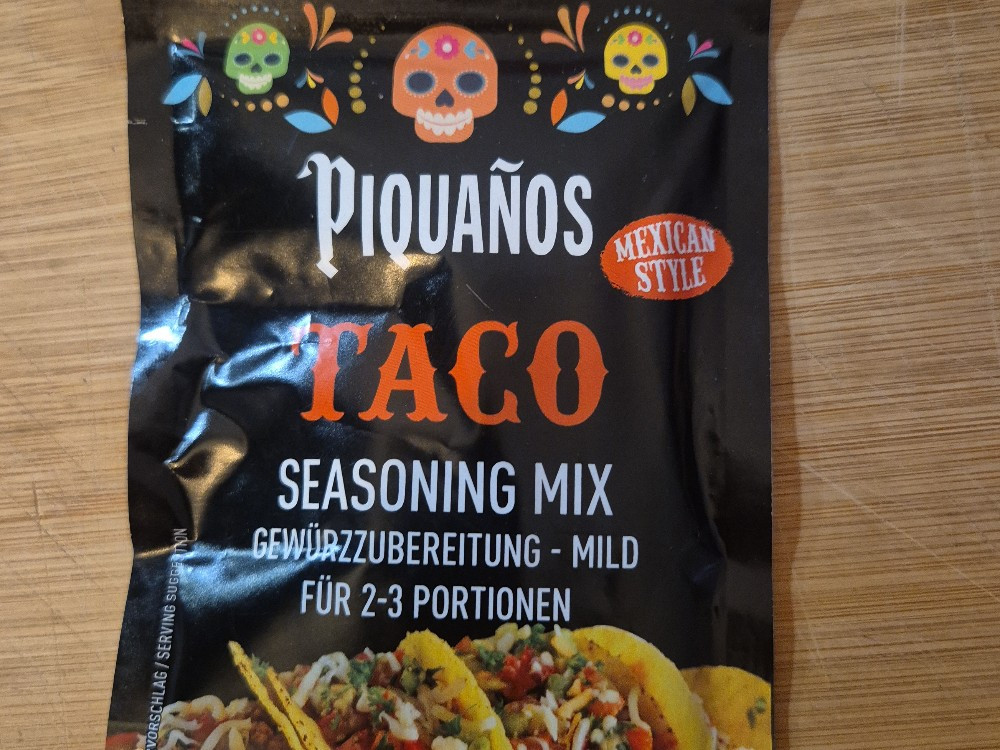 PIQUAÑOS
MEXICAN
STYLE
TACO
SEASONING MIX
GEWÜRZZUBEREITUNG - MILD
FÜR 2-3 PORTIONEN
VORSCHLAG / SERVING SUGGESTION